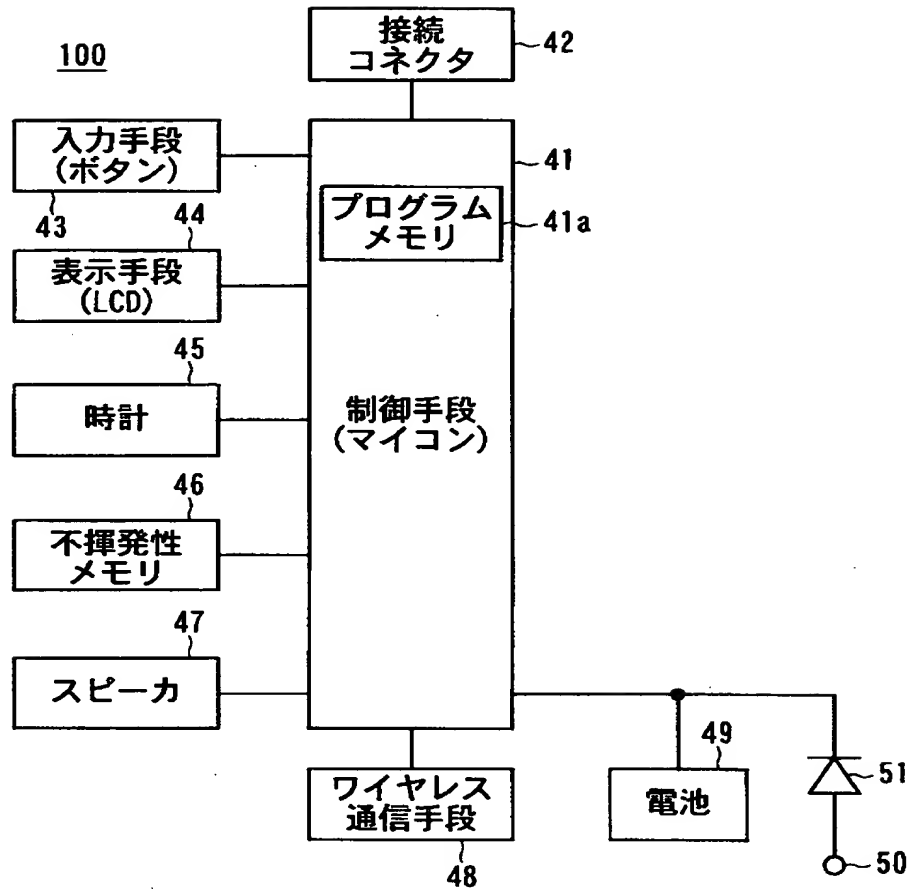 100
接続
コネクタ
42
入力手段
(ボタン)
43
41
プログラム
メモリ
41a
44
表示手段
(LCD)
45
時計
制御手段
(マイコン)
46
不揮発性
メモリ
47
スピーカ
ワイヤレス
通信手段
48
49
電池
51
50